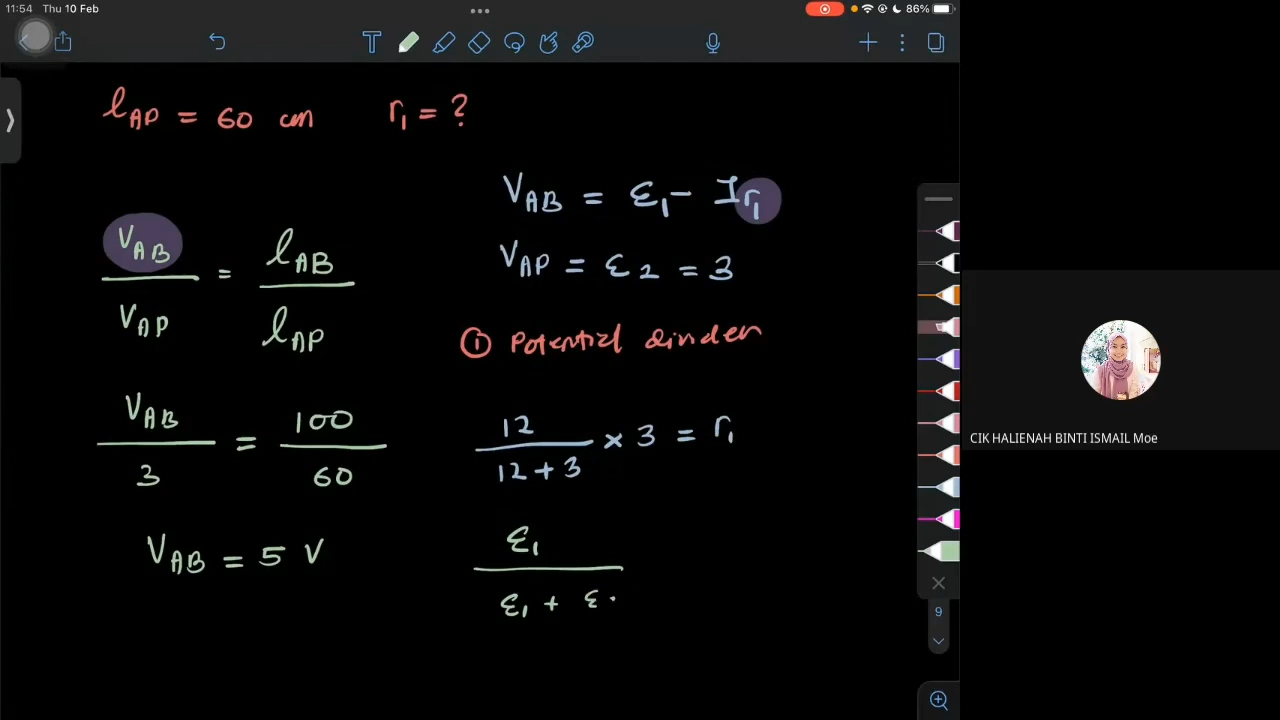 11:54 Thu 10 Feb
86%
l_AP = 60 cm r₁ = ?
V_AB = ε₁ - Ir₁
V_AB / V_AP = l_AB / l_AP
V_AP = ε₂ = 3
① Potential divider
V_AB / 3 = 100 / 60
12 / 12 + 3 × 3 = r₁
V_AB = 5 V
ε₁ / ε₁ + ε
9
CIK HALIENAH BINTI ISMAIL Moe